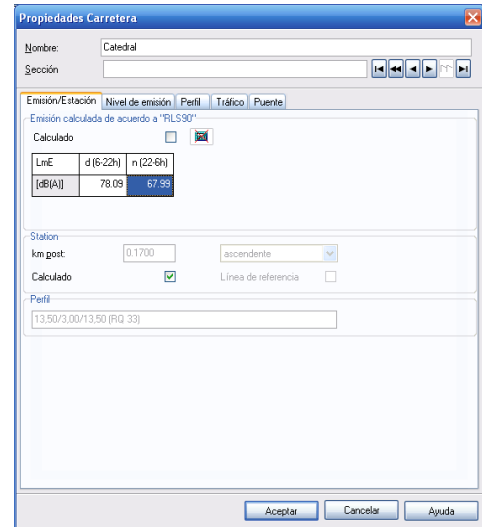 Propiedades Carretera
Nombre: Catedral
Sección
Emisión/Estación Nivel de emisión Perfil Tráfico Puente
Emisión calculada de acuerdo a "RLS90"
Calculado
LmE d (6-22h) n (22-6h)
[dB(A)] 78.09 67.99
Station
km post: 0.1700 ascendente
Calculado Línea de referencia
Perfil
13,50/3,00/13,50 (RQ 33)
Aceptar Cancelar Ayuda